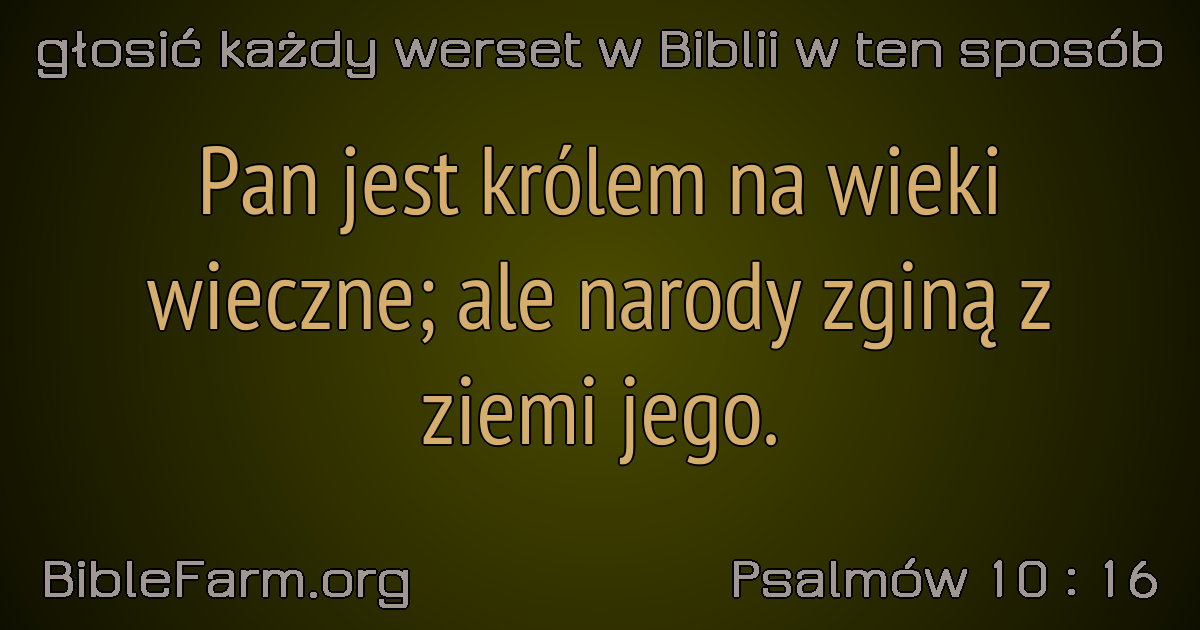 głosić każdy werset w Biblii w ten sposób
Pan jest królem na wieki
wieczne; ale narody zginą z
ziemi jego.
BibleFarm.org
Psalmów 10 : 16